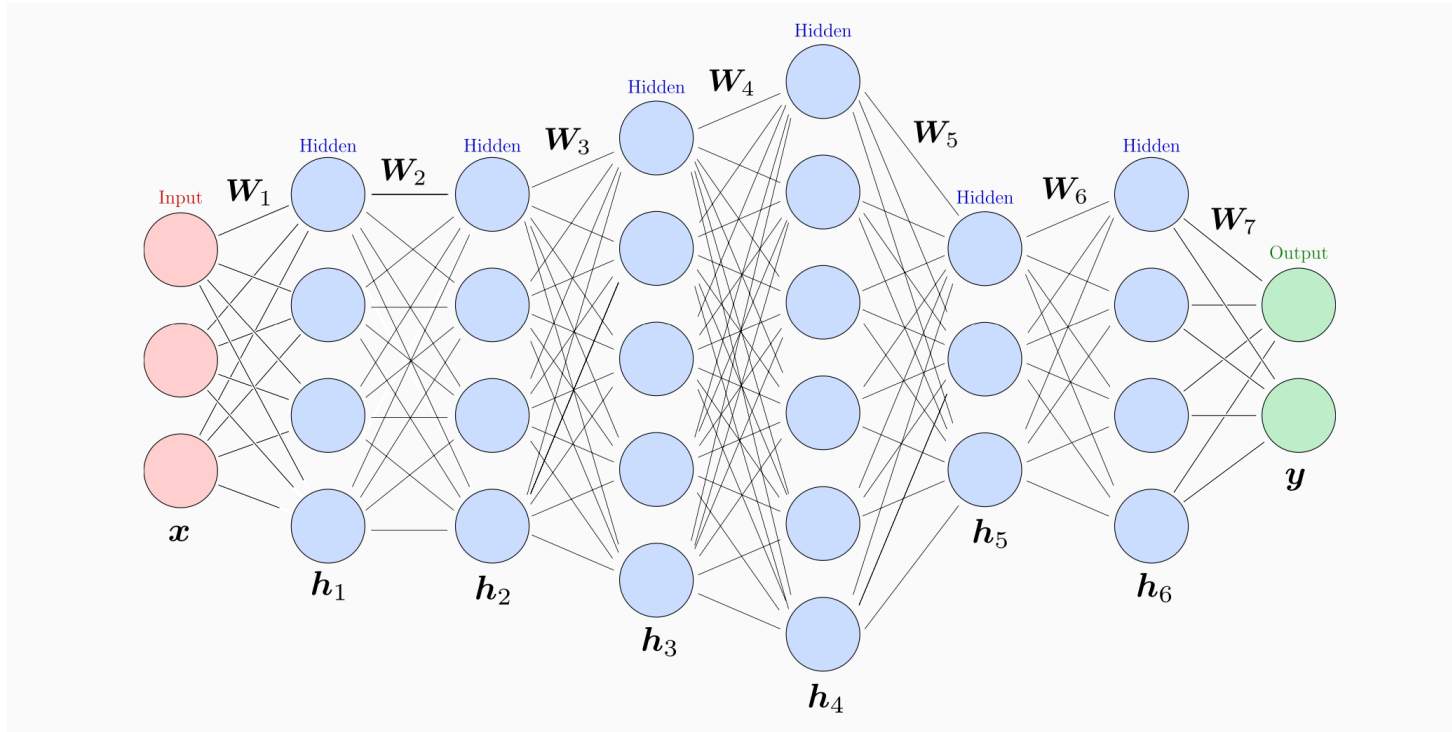 Input
Hidden
Hidden
Hidden
Hidden
Hidden
Hidden
Output
W₁
W₂
W₃
W₄
W₅
W₆
W₇
x
h₁
h₂
h₃
h₄
h₅
h₆
y